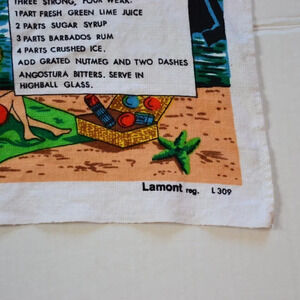 THREE STRONG, FOUR WEAK.
1 PART FRESH GREEN LIME JUICE
2 PARTS SUGAR SYRUP
3 PARTS BARBADOS RUM
4 PARTS CRUSHED ICE.
ADD GRATED NUTMEG AND TWO DASHES
ANGOSTURA BITTERS. SERVE IN
HIGHBALL GLASS.
Lamont reg. L 309